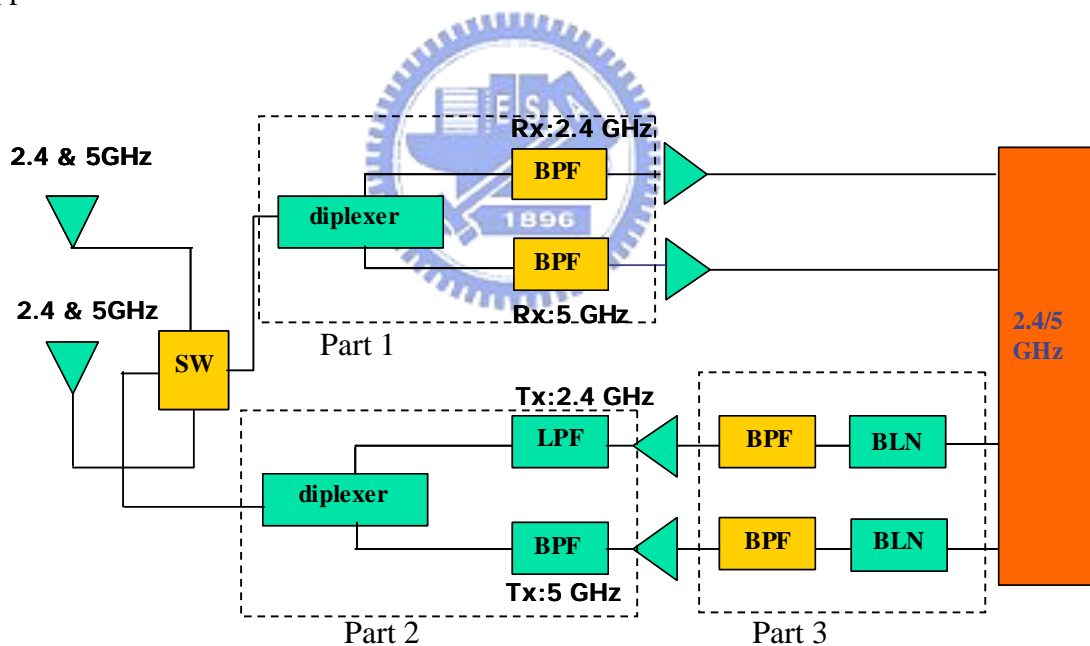 E S A
Rx:2.4 GHz
2.4 & 5GHz
BPF
diplexer
1896
BPF
2.4 & 5GHz
Rx:5 GHz
2.4/5
GHz
Part 1
SW
Tx:2.4 GHz
LPF
BPF
BLN
diplexer
BPF
BPF
BLN
Tx:5 GHz
Part 2
Part 3